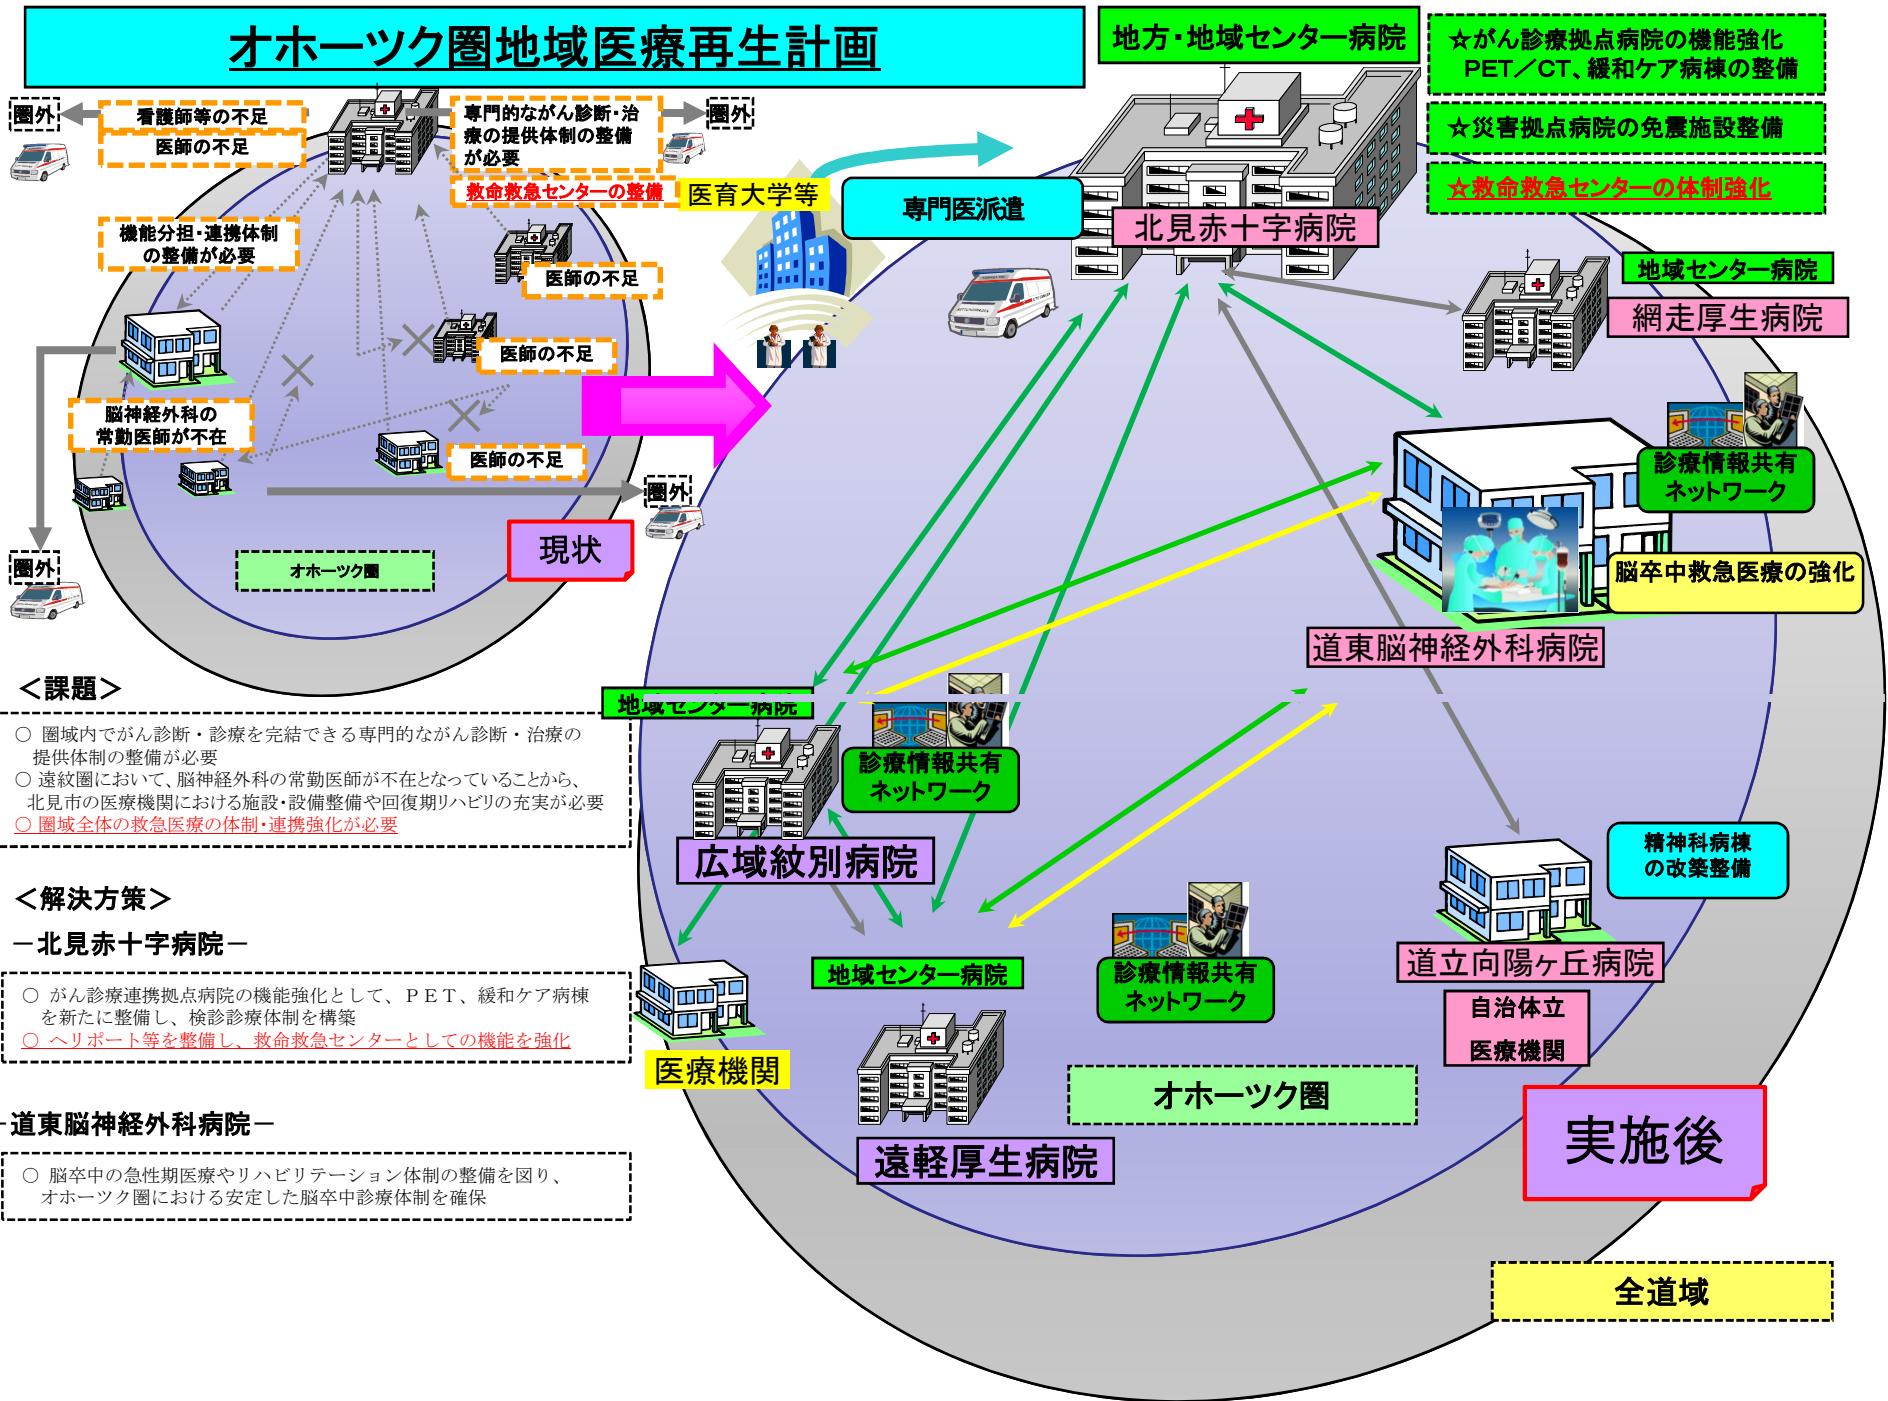 オホーツク圏地域医療再生計画
圏外
看護師等の不足
医師の不足
専門的ながん診断・治
療の提供体制の整備
が必要
圏外
救命救急センターの整備
機能分担・連携体制
の整備が必要
医師の不足
医師の不足
脳神経外科の
常勤医師が不在
医師の不足
圏外
圏外
現状
オホーツク圏
＜課題＞
○ 圏域内でがん診断・診療を完結できる専門的ながん診断・治療の
提供体制の整備が必要
○ 遠紋圏において、脳神経外科の常勤医師が不在となっていることから、
北見市の医療機関における施設・設備整備や回復期リハビリの充実が必要
○ 圏域全体の救急医療の体制・連携強化が必要
＜解決方策＞
－北見赤十字病院－
○ がん診療連携拠点病院の機能強化として、ＰＥＴ、緩和ケア病棟
を新たに整備し、検診診療体制を構築
○ ヘリポート等を整備し、救命救急センターとしての機能を強化
－道東脳神経外科病院－
○ 脳卒中の急性期医療やリハビリテーション体制の整備を図り、
オホーツク圏における安定した脳卒中診療体制を確保
地方・地域センター病院
☆がん診療拠点病院の機能強化
PET／CT、緩和ケア病棟の整備
☆災害拠点病院の免震施設整備
☆救命救急センターの体制強化
医育大学等
専門医派遣
北見赤十字病院
地域センター病院
網走厚生病院
診療情報共有
ネットワーク
脳卒中救急医療の強化
道東脳神経外科病院
地域センター病院
診療情報共有
ネットワーク
広域紋別病院
精神科病棟
の改築整備
道立向陽ヶ丘病院
自治体立
医療機関
地域センター病院
診療情報共有
ネットワーク
医療機関
遠軽厚生病院
オホーツク圏
実施後
全道域